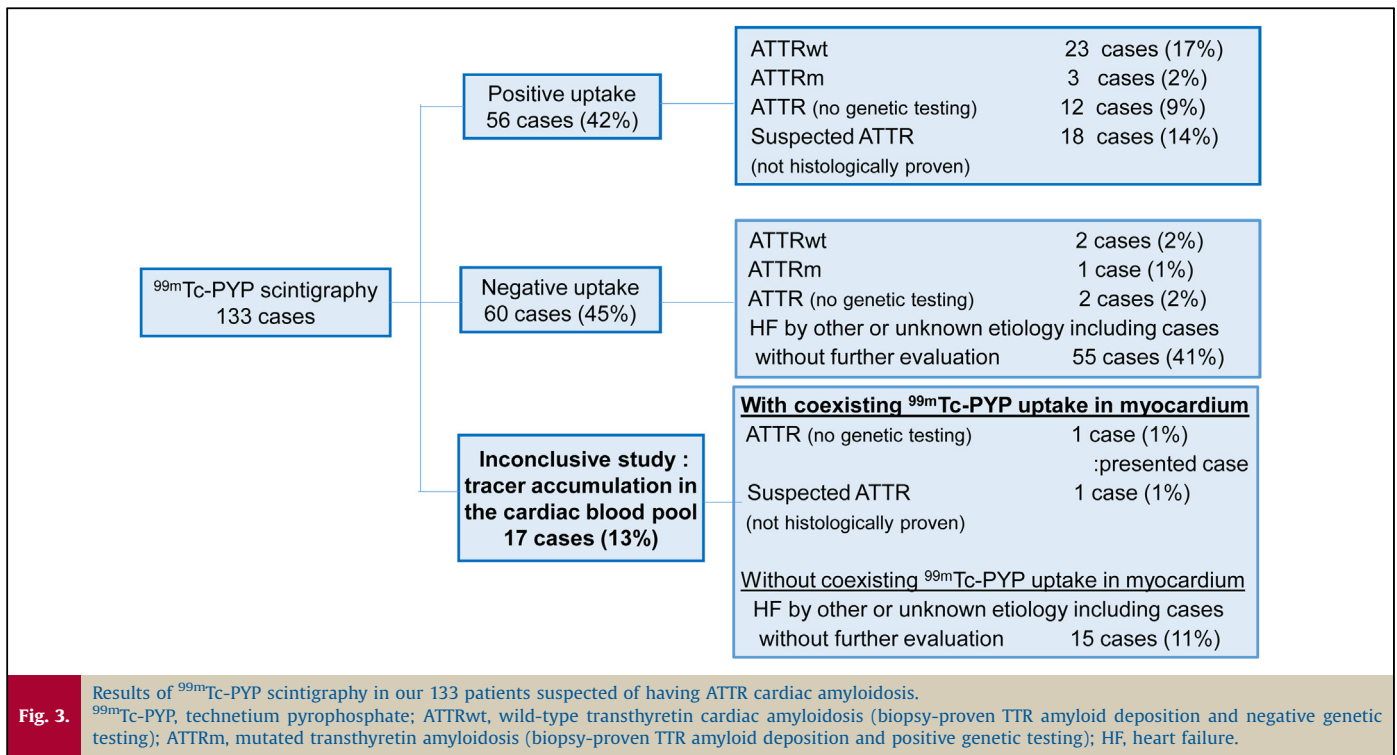 ⁹⁹ᵐTc-PYP scintigraphy
133 cases
Positive uptake
56 cases (42%)
ATTRwt 23 cases (17%)
ATTRm 3 cases (2%)
ATTR (no genetic testing) 12 cases (9%)
Suspected ATTR 18 cases (14%)
(not histologically proven)
Negative uptake
60 cases (45%)
ATTRwt 2 cases (2%)
ATTRm 1 case (1%)
ATTR (no genetic testing) 2 cases (2%)
HF by other or unknown etiology including cases
without further evaluation 55 cases (41%)
Inconclusive study :
tracer accumulation in
the cardiac blood pool
17 cases (13%)
With coexisting ⁹⁹ᵐTc-PYP uptake in myocardium
ATTR (no genetic testing) 1 case (1%)
:presented case
Suspected ATTR 1 case (1%)
(not histologically proven)
Without coexisting ⁹⁹ᵐTc-PYP uptake in myocardium
HF by other or unknown etiology including cases
without further evaluation 15 cases (11%)
Fig. 3.
Results of ⁹⁹ᵐTc-PYP scintigraphy in our 133 patients suspected of having ATTR cardiac amyloidosis.
⁹⁹ᵐTc-PYP, technetium pyrophosphate; ATTRwt, wild-type transthyretin cardiac amyloidosis (biopsy-proven TTR amyloid deposition and negative genetic
testing); ATTRm, mutated transthyretin amyloidosis (biopsy-proven TTR amyloid deposition and positive genetic testing); HF, heart failure.